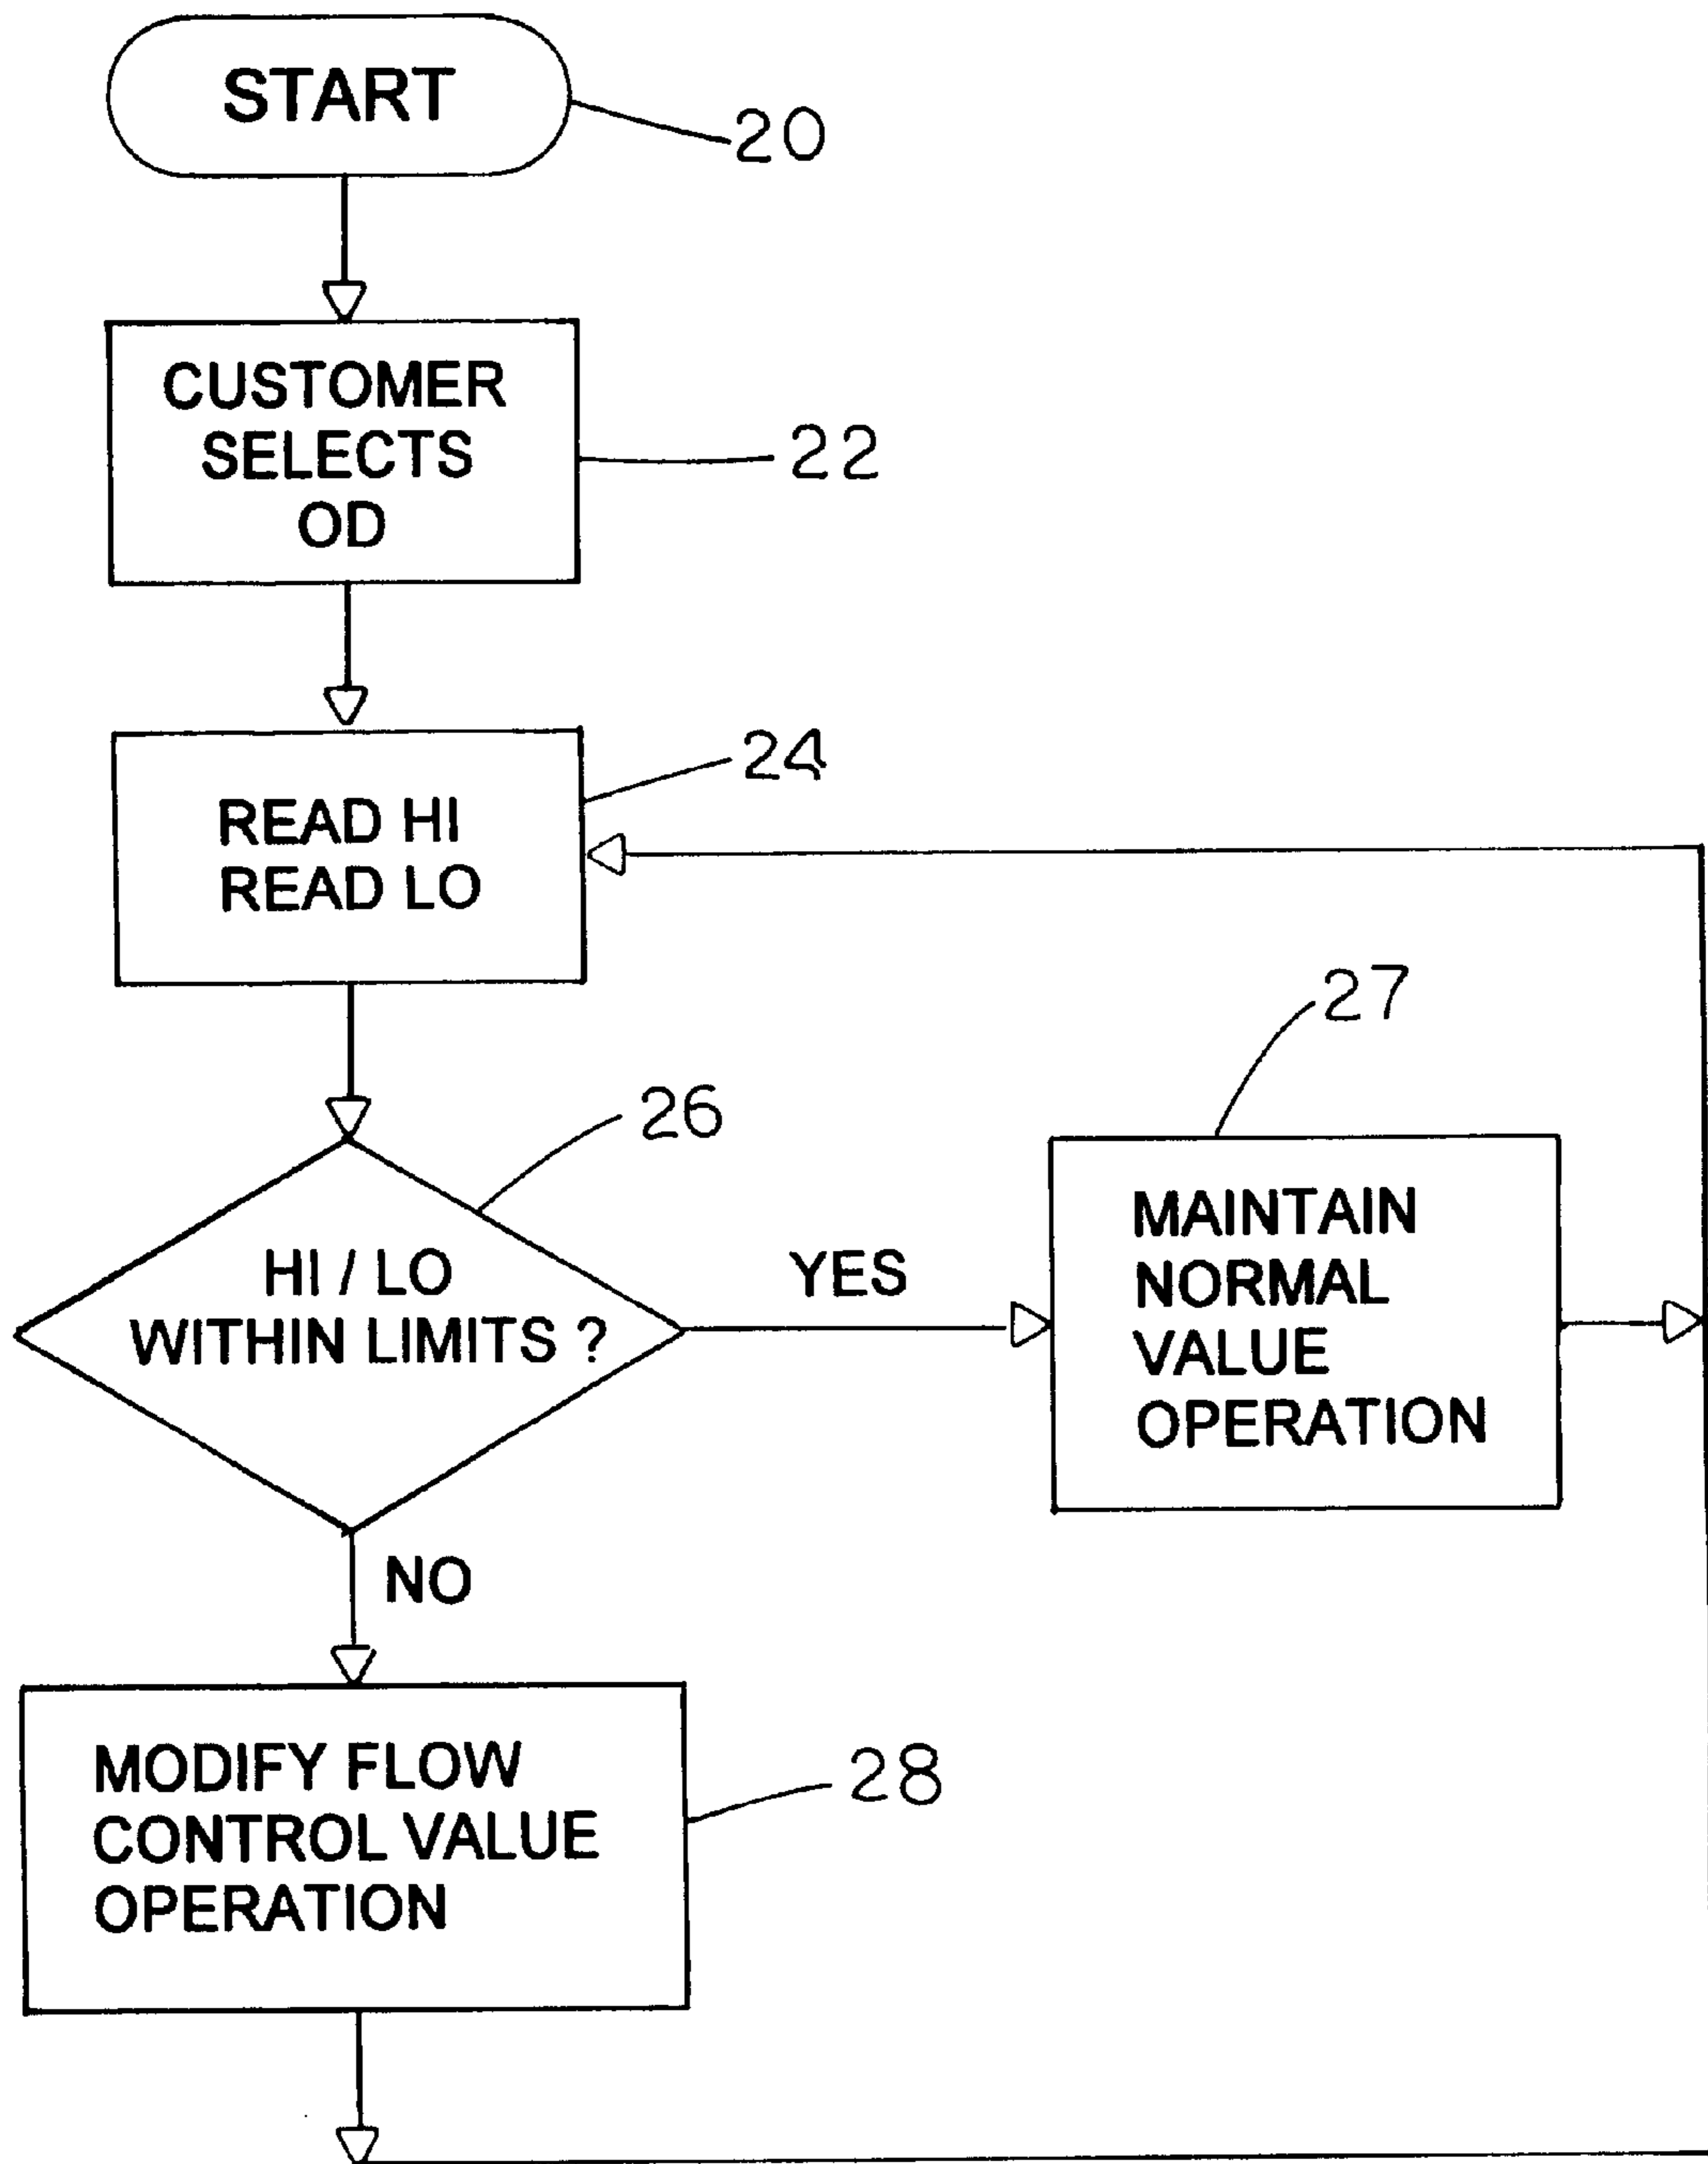 START
20
CUSTOMER
SELECTS
OD
22
24
READ HI
READ LO
27
26
HI / LO
WITHIN LIMITS ?
YES
MAINTAIN
NORMAL
VALUE
OPERATION
NO
MODIFY FLOW
CONTROL VALUE
OPERATION
28